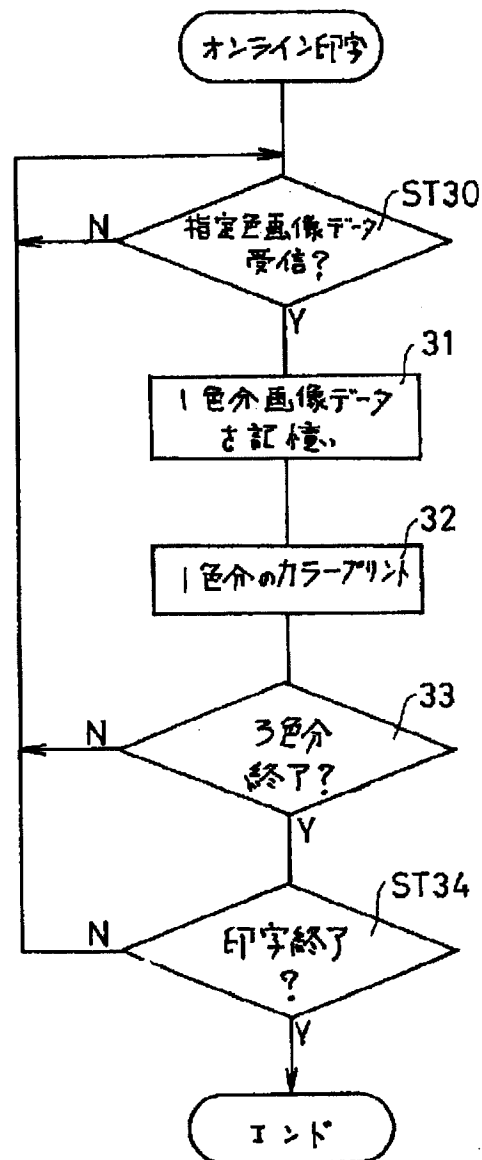 オンライン印字
ST30
指定色画像データ
受信?
N
Y
31
1色分画像データ
を記憶
32
1色分のカラープリント
33
3色分
終了?
N
Y
ST34
印字終了
?
N
Y
エンド